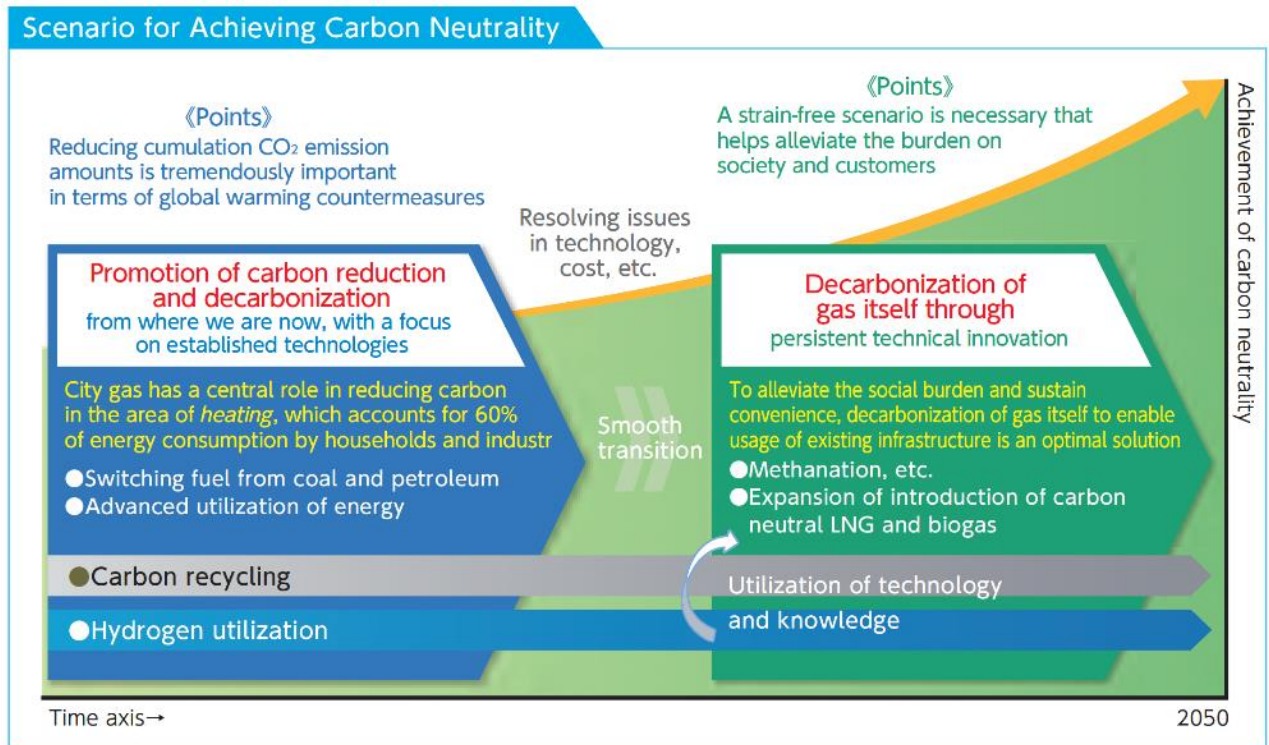 Scenario for Achieving Carbon Neutrality
《Points》
Reducing cumulation CO₂ emission
amounts is tremendously important
in terms of global warming countermeasures
《Points》
A strain-free scenario is necessary that
helps alleviate the burden on
society and customers
Resolving issues
in technology,
cost, etc.
Promotion of carbon reduction
and decarbonization
from where we are now, with a focus
on established technologies
City gas has a central role in reducing carbon
in the area of heating, which accounts for 60%
of energy consumption by households and industr
●Switching fuel from coal and petroleum
●Advanced utilization of energy
Smooth
transition
Decarbonization of
gas itself through
persistent technical innovation
To alleviate the social burden and sustain
convenience, decarbonization of gas itself to enable
usage of existing infrastructure is an optimal solution
●Methanation, etc.
●Expansion of introduction of carbon
neutral LNG and biogas
●Carbon recycling
●Hydrogen utilization
Utilization of technology
and knowledge
Achievement of carbon neutrality
Time axis→
2050